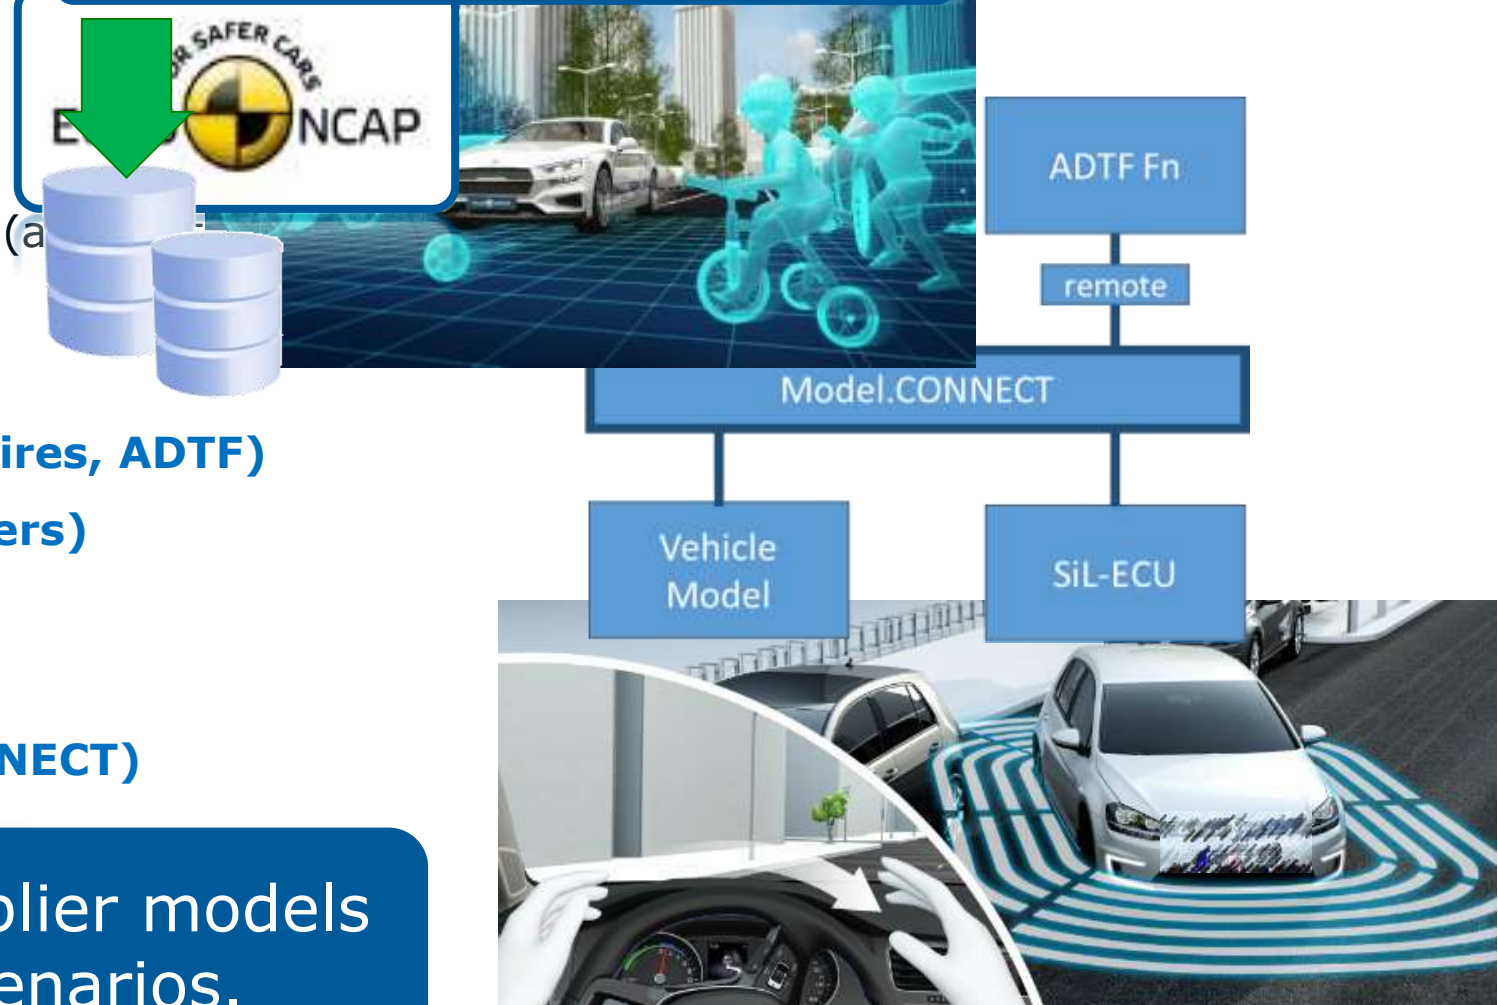 OR SAFER CARS
NCAP
(a
ADTF Fn
remote
Model.CONNECT
ires, ADTF)
ers)
Vehicle
Model
SiL-ECU
NECT)
plier models
enarios.